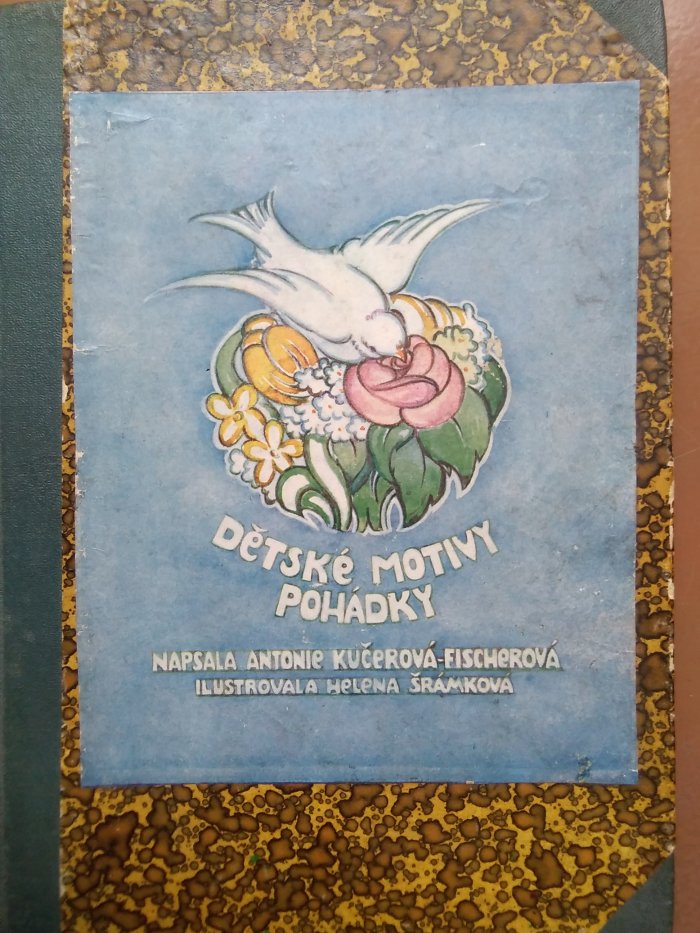 DĚTSKÉ MOTIVY
POHÁDKY
NAPSALA ANTONIE KUČEROVÁ-FISCHEROVÁ
ILUSTROVALA HELENA ŠRÁMKOVÁ